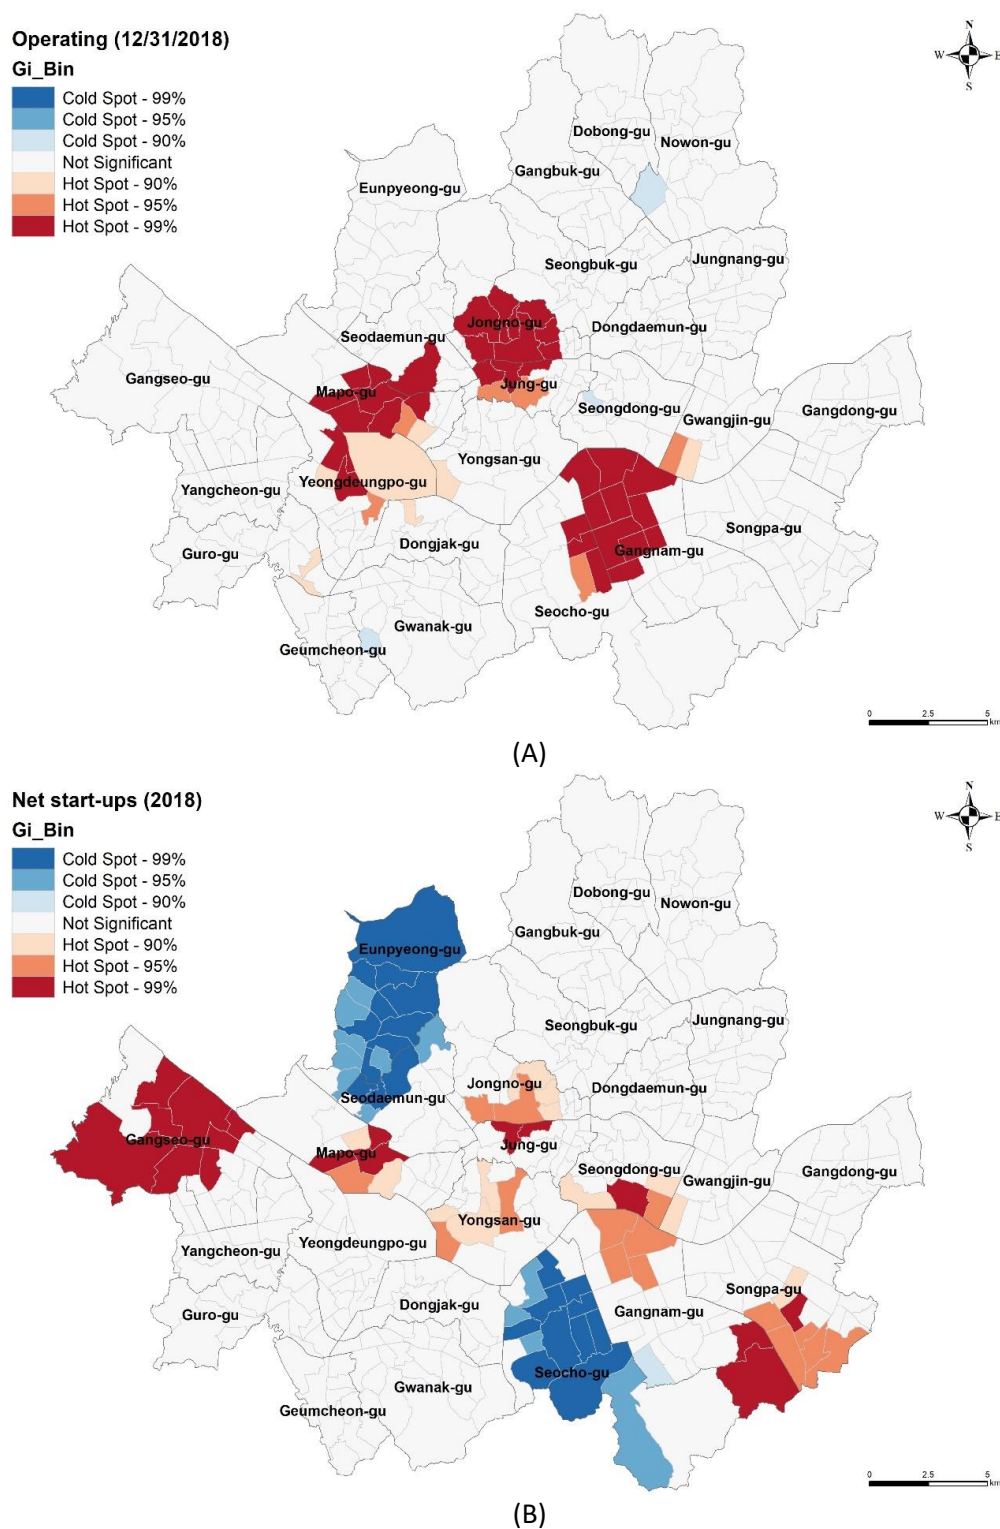 Operating (12/31/2018)
Gi_Bin
Cold Spot - 99%
Cold Spot - 95%
Cold Spot - 90%
Not Significant
Hot Spot - 90%
Hot Spot - 95%
Hot Spot - 99%
N
W E
S
Dobong-gu
Nowon-gu
Gangbuk-gu
Eunpyeong-gu
Seongbuk-gu
Jungnang-gu
Jongno-gu
Dongdaemun-gu
Seodaemun-gu
Gangseo-gu
Mapo-gu
Jung-gu
Seongdong-gu
Gwangjin-gu
Gangdong-gu
Yongsan-gu
Yangcheon-gu
Yeongdeungpo-gu
Songpa-gu
Guro-gu
Dongjak-gu
Gangnam-gu
Seocho-gu
Gwanak-gu
Geumcheon-gu
0 2.5 5
km
(A)
Net start-ups (2018)
Gi_Bin
Cold Spot - 99%
Cold Spot - 95%
Cold Spot - 90%
Not Significant
Hot Spot - 90%
Hot Spot - 95%
Hot Spot - 99%
N
W E
S
Dobong-gu
Nowon-gu
Gangbuk-gu
Eunpyeong-gu
Seongbuk-gu
Jungnang-gu
Jongno-gu
Dongdaemun-gu
Seodaemun-gu
Gangseo-gu
Mapo-gu
Jung-gu
Seongdong-gu
Gwangjin-gu
Gangdong-gu
Yongsan-gu
Yangcheon-gu
Yeongdeungpo-gu
Songpa-gu
Guro-gu
Dongjak-gu
Gangnam-gu
Seocho-gu
Gwanak-gu
Geumcheon-gu
0 2.5 5
km
(B)